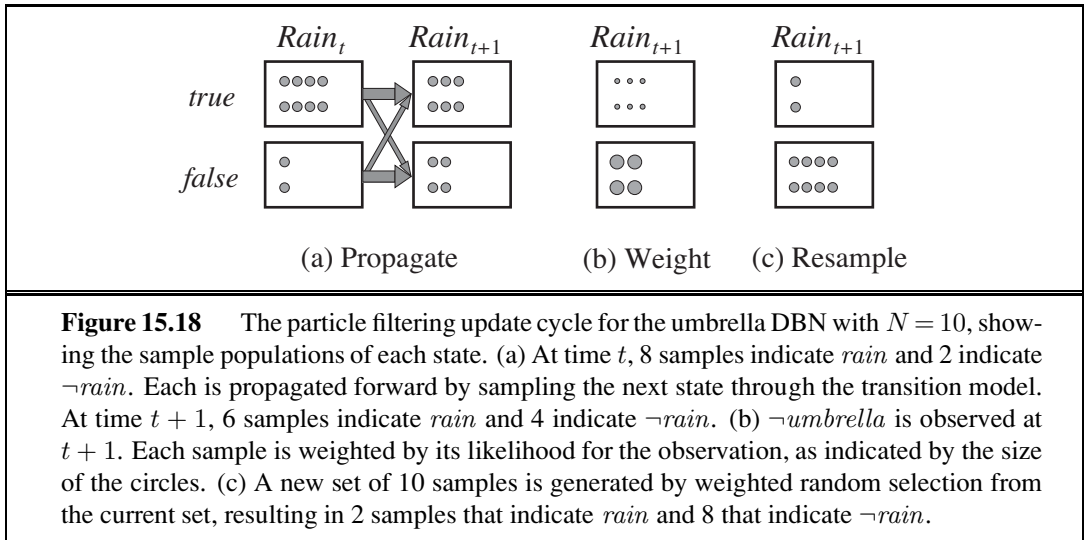 Rain_t Rain_{t+1} Rain_{t+1} Rain_{t+1}
true
false
(a) Propagate (b) Weight (c) Resample
Figure 15.18 The particle filtering update cycle for the umbrella DBN with N = 10, show-
ing the sample populations of each state. (a) At time t, 8 samples indicate rain and 2 indicate
¬rain. Each is propagated forward by sampling the next state through the transition model.
At time t + 1, 6 samples indicate rain and 4 indicate ¬rain. (b) ¬umbrella is observed at
t + 1. Each sample is weighted by its likelihood for the observation, as indicated by the size
of the circles. (c) A new set of 10 samples is generated by weighted random selection from
the current set, resulting in 2 samples that indicate rain and 8 that indicate ¬rain.